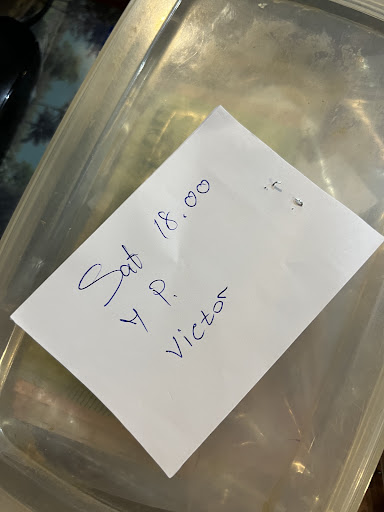 Sat 18.00
4 P.
Victor